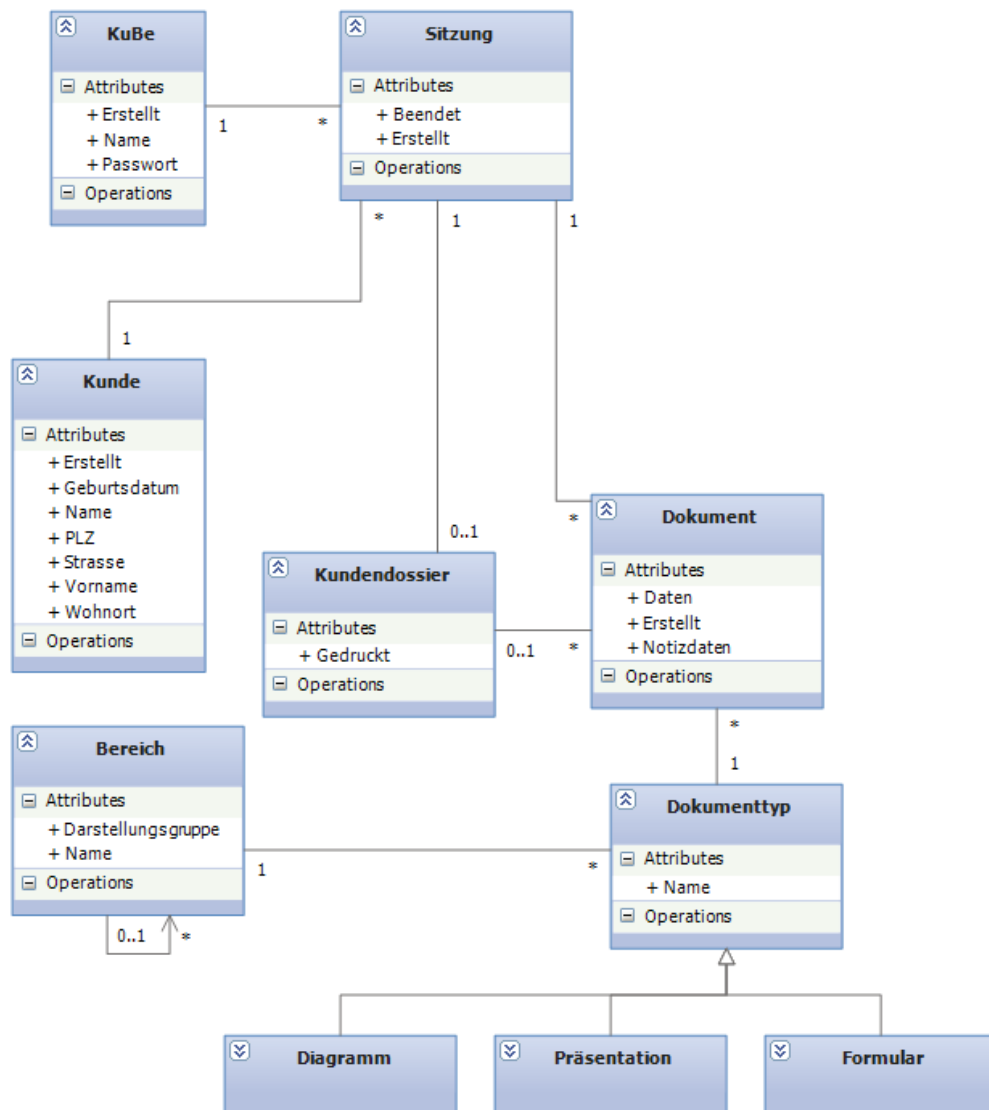 KuBe
Attributes
+ Erstellt
+ Name
+ Passwort
Operations
1
*
Sitzung
Attributes
+ Beendet
+ Erstellt
Operations
*
1
1
1
Kunde
Attributes
+ Erstellt
+ Geburtsdatum
+ Name
+ PLZ
+ Strasse
+ Vorname
+ Wohnort
Operations
0..1
Kundendossier
Attributes
+ Gedruckt
Operations
0..1
*
*
Dokument
Attributes
+ Daten
+ Erstellt
+ Notizdaten
Operations
*
1
Bereich
Attributes
+ Darstellungsgruppe
+ Name
Operations
0..1
*
1
*
Dokumenttyp
Attributes
+ Name
Operations
Diagramm
Präsentation
Formular